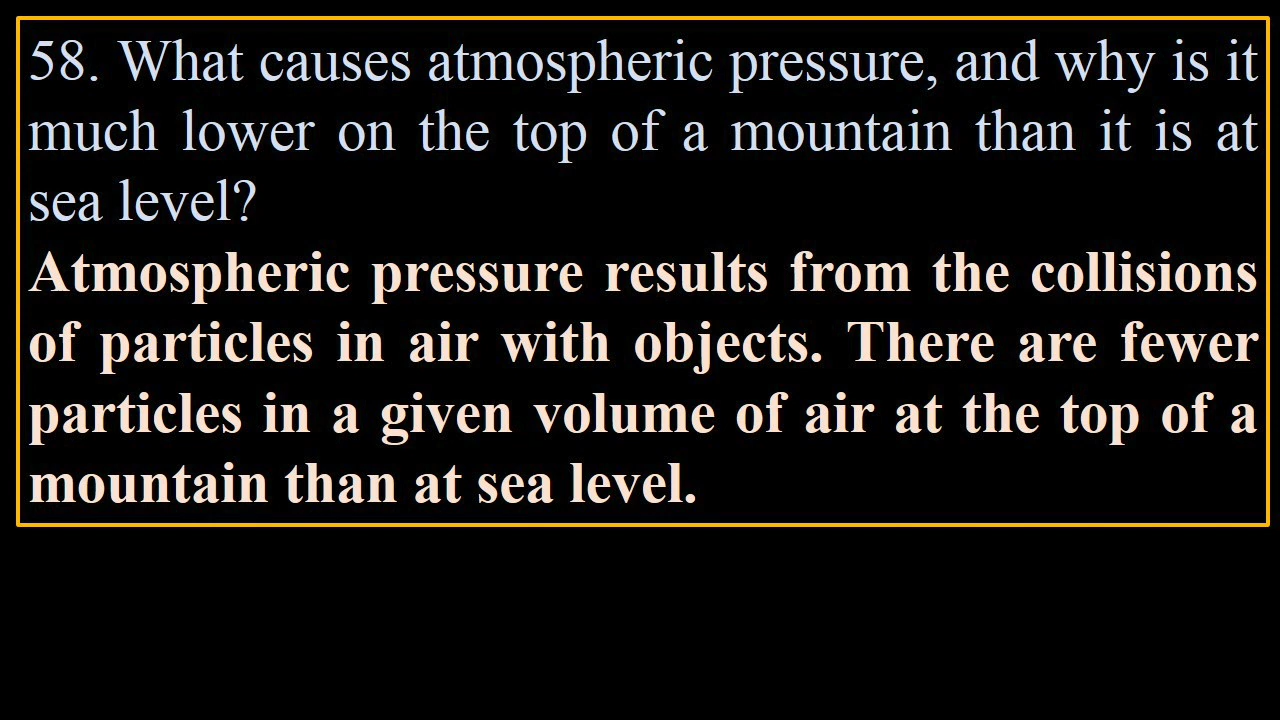 58. What causes atmospheric pressure, and why is it
much lower on the top of a mountain than it is at
sea level?
Atmospheric pressure results from the collisions
of particles in air with objects. There are fewer
particles in a given volume of air at the top of a
mountain than at sea level.